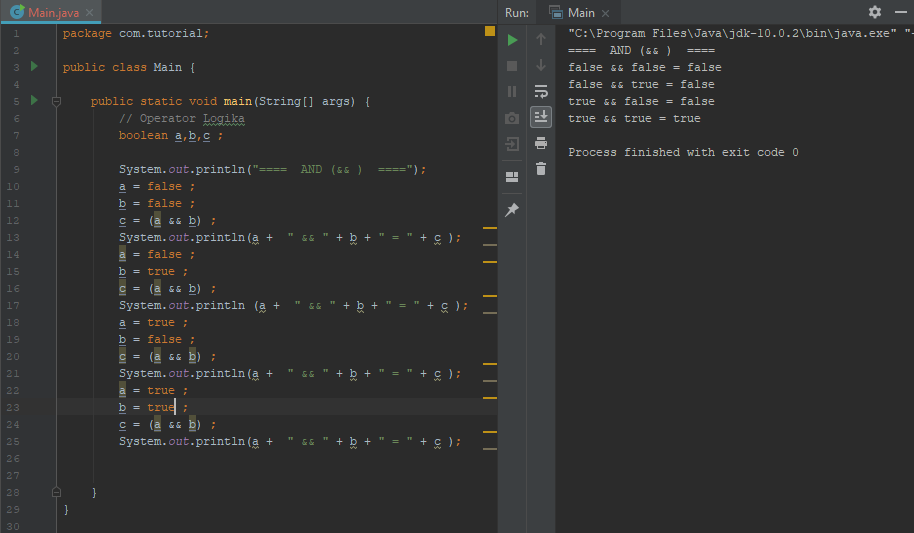 Main.java
1 package com.tutorial;
2
3 public class Main {
4
5 public static void main(String[] args) {
6 // Operator Logika
7 boolean a,b,c ;
8
9 System.out.println("====  AND (&& )  ====");
10 a = false ;
11 b = false ;
12 c = (a && b) ;
13 System.out.println(a +  " && " + b + " = " + c );
14 a = false ;
15 b = true ;
16 c = (a && b) ;
17 System.out.println (a +  " && " + b + " = " + c );
18 a = true ;
19 b = false ;
20 c = (a && b) ;
21 System.out.println(a +  " && " + b + " = " + c );
22 a = true ;
23 b = true ;
24 c = (a && b) ;
25 System.out.println(a +  " && " + b + " = " + c );
26
27
28 }
29 }
30
Run: Main
"C:\Program Files\Java\jdk-10.0.2\bin\java.exe" "-
====  AND (&& )  ====
false && false = false
false && true = false
true && false = false
true && true = true
Process finished with exit code 0